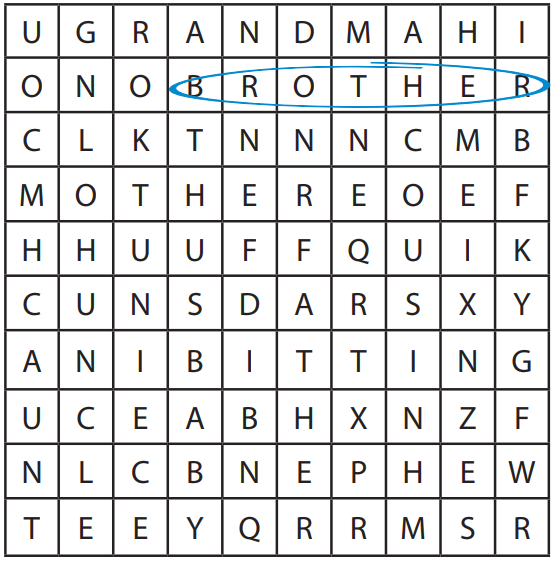 U G R A N D M A H I
O N O B R O T H E R
C L K T N N N C M B
M O T H E R E O E F
H H U U F F Q U I K
C U N S D A R S X Y
A N I B I T T I N G
U C E A B H X N Z F
N L C B N E P H E W
T E E Y Q R R M S R